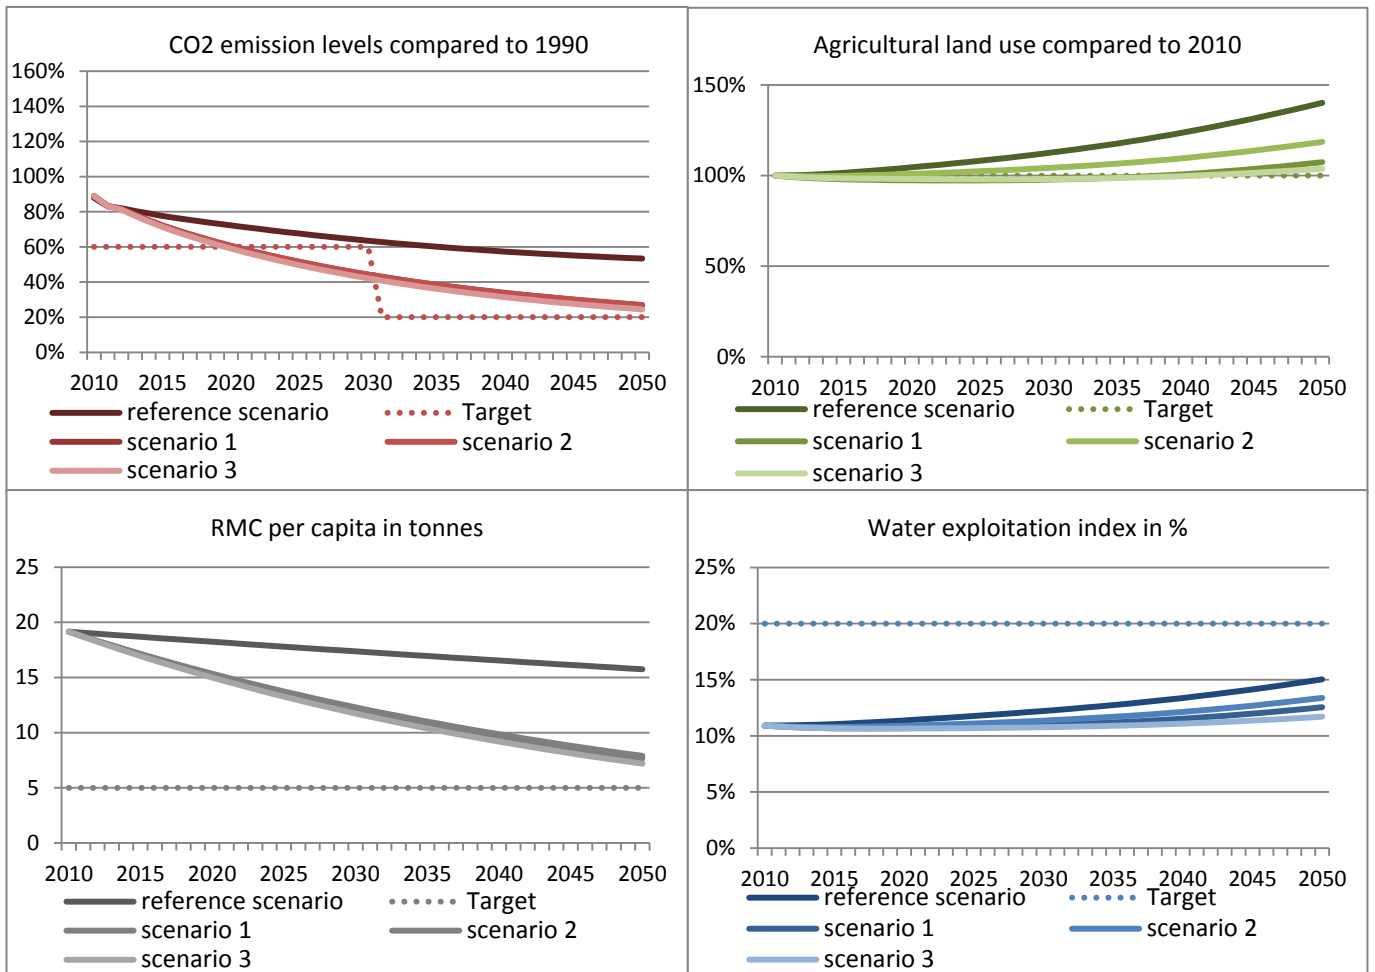 CO2 emission levels compared to 1990
160%
140%
120%
100%
80%
60%
40%
20%
0%
2010 2015 2020 2025 2030 2035 2040 2045 2050
reference scenario Target
scenario 1 scenario 2
scenario 3
Agricultural land use compared to 2010
150%
100%
50%
0%
2010 2015 2020 2025 2030 2035 2040 2045 2050
reference scenario Target
scenario 1 scenario 2
scenario 3
RMC per capita in tonnes
25
20
15
10
5
0
2010 2015 2020 2025 2030 2035 2040 2045 2050
reference scenario Target
scenario 1 scenario 2
scenario 3
Water exploitation index in %
25%
20%
15%
10%
5%
0%
2010 2015 2020 2025 2030 2035 2040 2045 2050
reference scenario Target
scenario 1 scenario 2
scenario 3